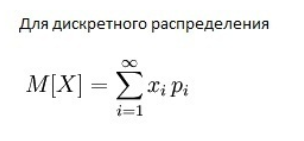 Для дискретного распределения
M[X] = ∑_{i=1}^{∞} x_i p_i